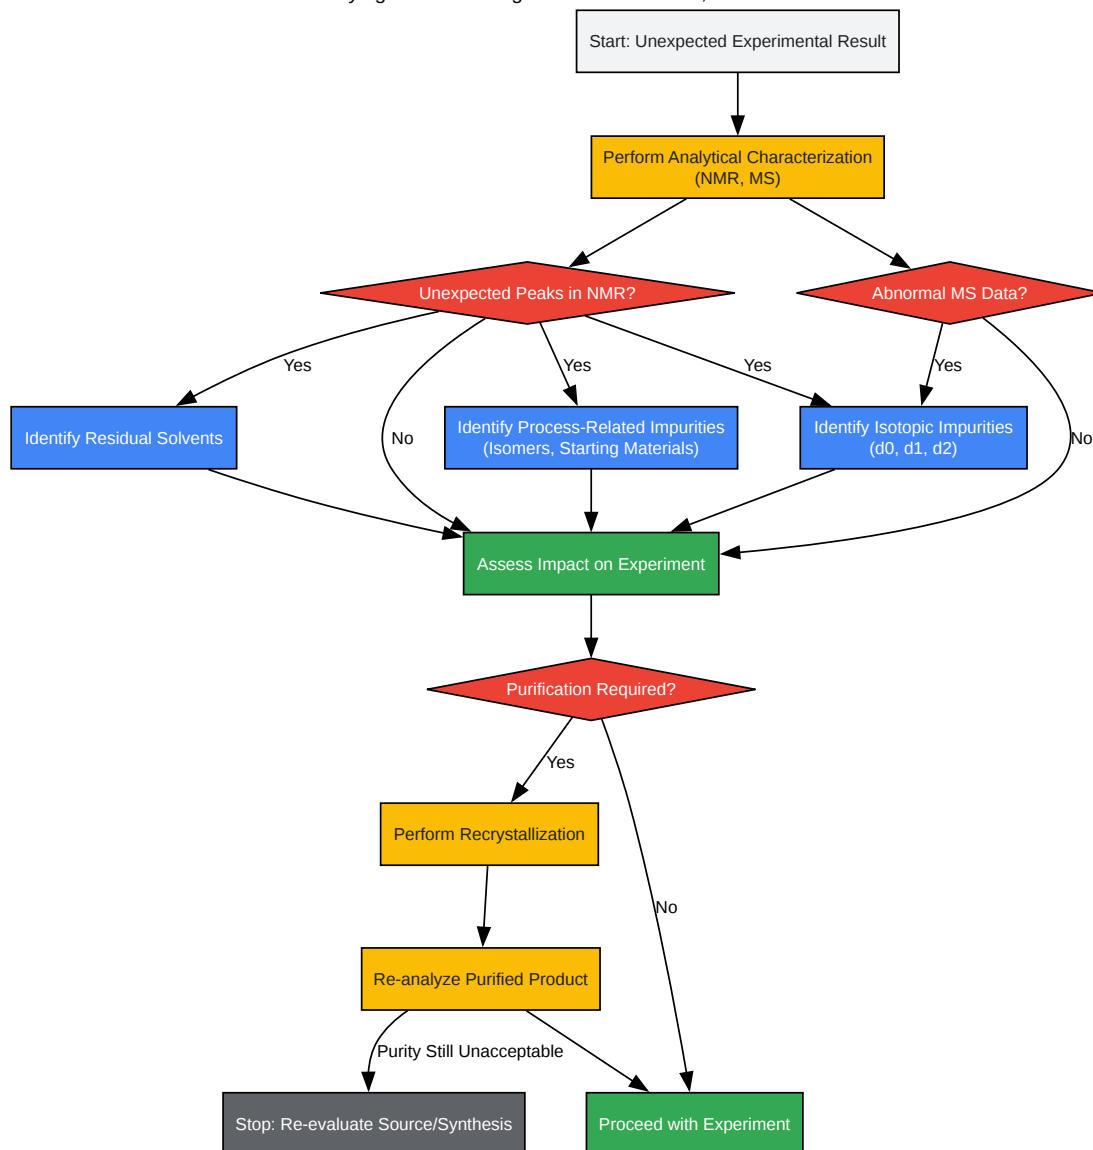 Start: Unexpected Experimental Result
Perform Analytical Characterization
(NMR, MS)
Unexpected Peaks in NMR?
Abnormal MS Data?
Yes
No
Yes
Yes
Yes
No
Identify Residual Solvents
Identify Process-Related Impurities
(Isomers, Starting Materials)
Identify Isotopic Impurities
(d0, d1, d2)
Assess Impact on Experiment
Purification Required?
Yes
No
Perform Recrystallization
Re-analyze Purified Product
Purity Still Unacceptable
Stop: Re-evaluate Source/Synthesis
Proceed with Experiment